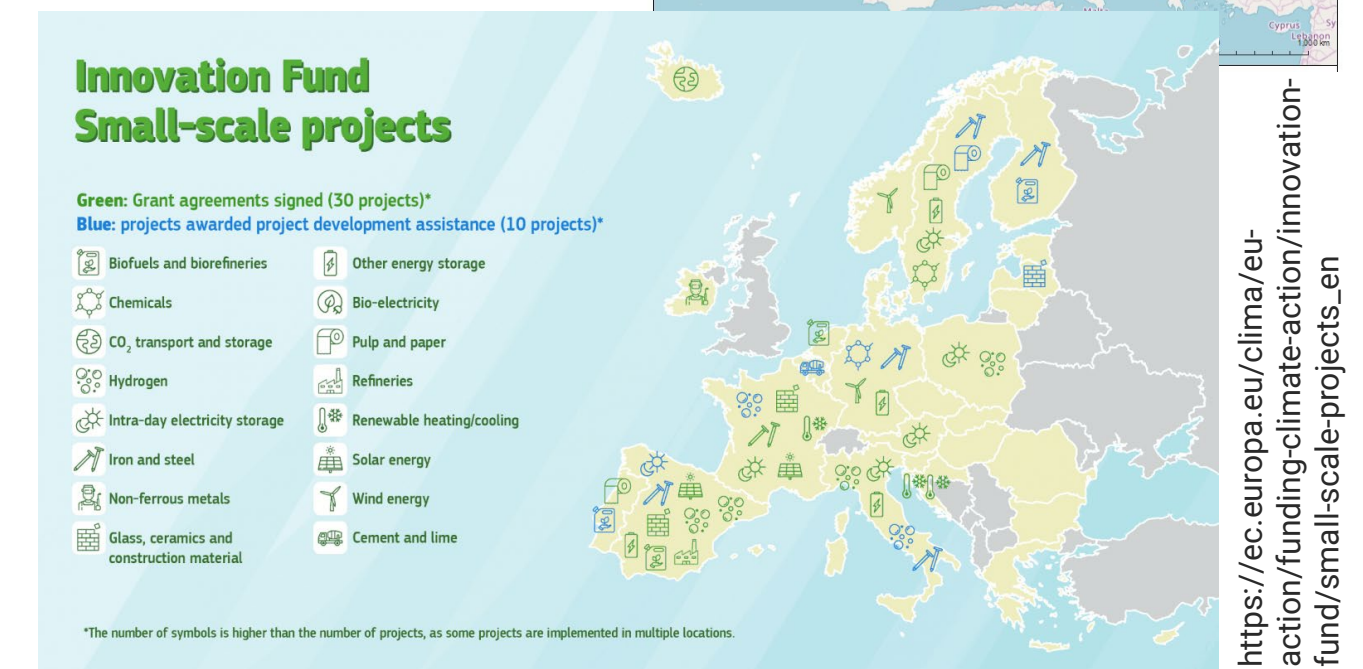 Malta
Cyprus
Sy
Lebanon
1,000 km
Innovation Fund
Small-scale projects
Green: Grant agreements signed (30 projects)*
Blue: projects awarded project development assistance (10 projects)*
Biofuels and biorefineries
Chemicals
CO2 transport and storage
Hydrogen
Intra-day electricity storage
Iron and steel
Non-ferrous metals
Glass, ceramics and
construction material
Other energy storage
Bio-electricity
Pulp and paper
Refineries
Renewable heating/cooling
Solar energy
Wind energy
Cement and lime
*The number of symbols is higher than the number of projects, as some projects are implemented in multiple locations.
https://ec.europa.eu/clima/eu-
action/funding-climate-action/innovation-
fund/small-scale-projects_en